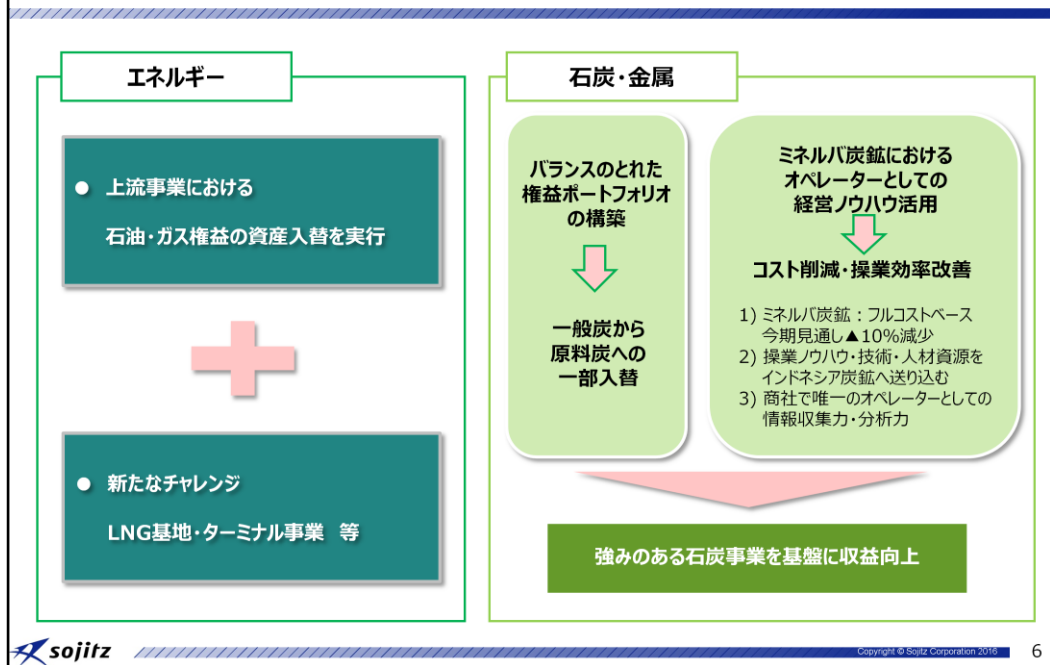 エネルギー
● 上流事業における
石油・ガス権益の資産入替を実行
● 新たなチャレンジ
LNG基地・ターミナル事業 等
石炭・金属
バランスのとれた
権益ポートフォリオ
の構築
一般炭から
原料炭への
一部入替
ミネルバ炭鉱における
オペレーターとしての
経営ノウハウ活用
コスト削減・操業効率改善
1) ミネルバ炭鉱：フルコストベース
今期見通し▲10％減少
2) 操業ノウハウ・技術・人材資源を
インドネシア炭鉱へ送り込む
3) 商社で唯一のオペレーターとしての
情報収集力・分析力
強みのある石炭事業を基盤に収益向上
sojitz
Copyright © Sojitz Corporation 2016
6